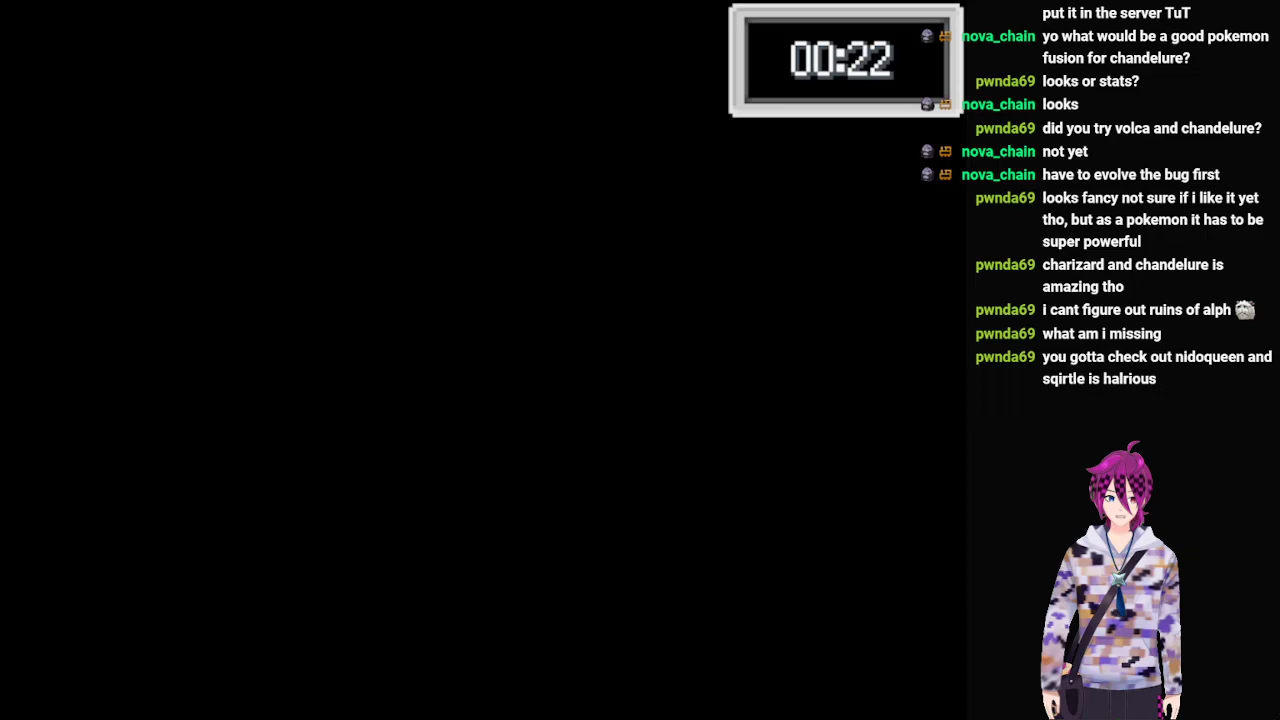 00:22
put it in the server TuT
nova_chain yo what would be a good pokemon
fusion for chandelure?
pwnda69 looks or stats?
nova_chain looks
pwnda69 did you try volca and chandelure?
nova_chain not yet
nova_chain have to evolve the bug first
pwnda69 looks fancy not sure if i like it yet
tho, but as a pokemon it has to be
super powerful
pwnda69 charizard and chandelure is
amazing tho
pwnda69 i cant figure out ruins of alph
pwnda69 what am i missing
pwnda69 you gotta check out nidoqueen and
sqirtle is halrious